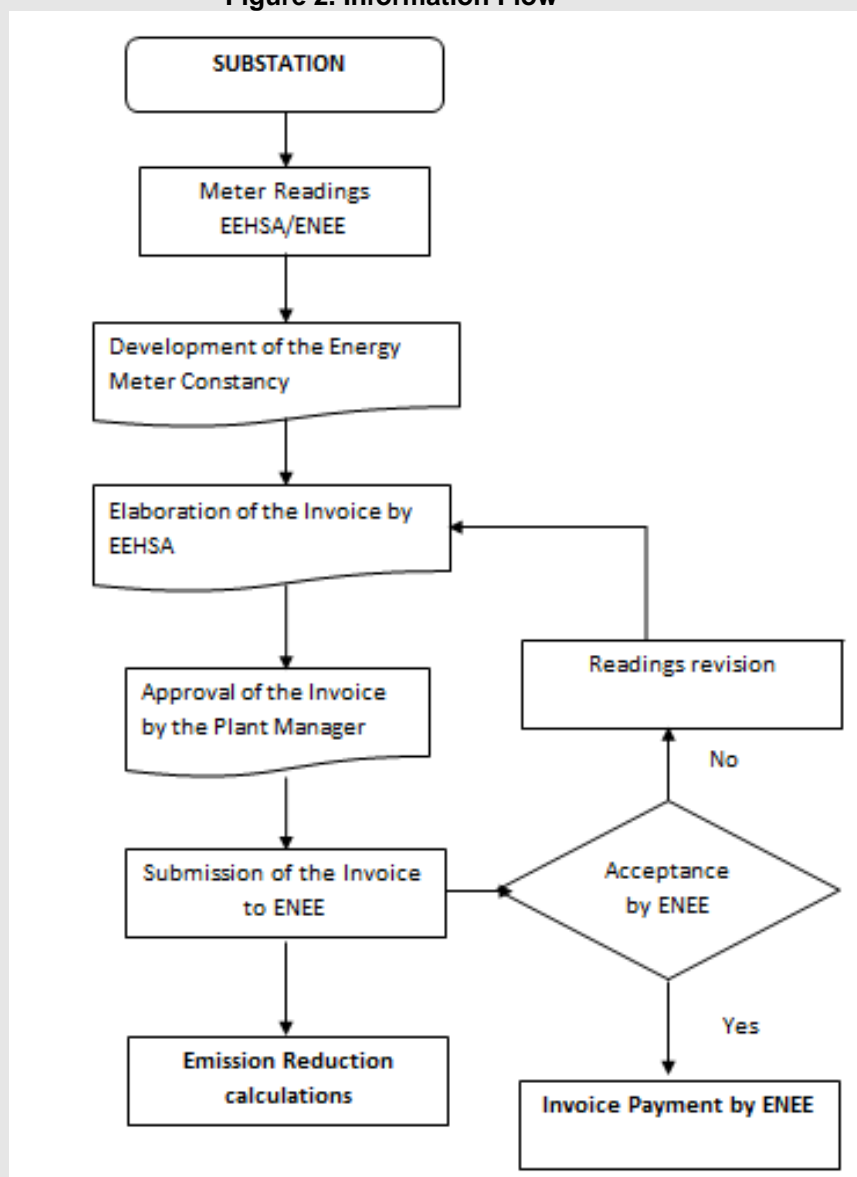 Figure 2. Information Flow
SUBSTATION
Meter Readings
EEHSA/ENEE
Development of the Energy
Meter Constancy
Elaboration of the Invoice by
EEHSA
Readings revision
Approval of the Invoice
by the Plant Manager
No
Submission of the Invoice
to ENEE
Acceptance
by ENEE
Yes
Emission Reduction
calculations
Invoice Payment by ENEE